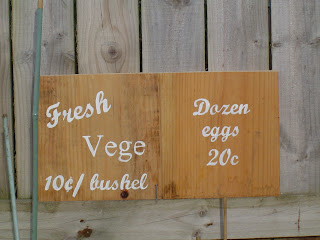 Fresh
Vege
10¢/ bushel
Dozen
eggs
20c